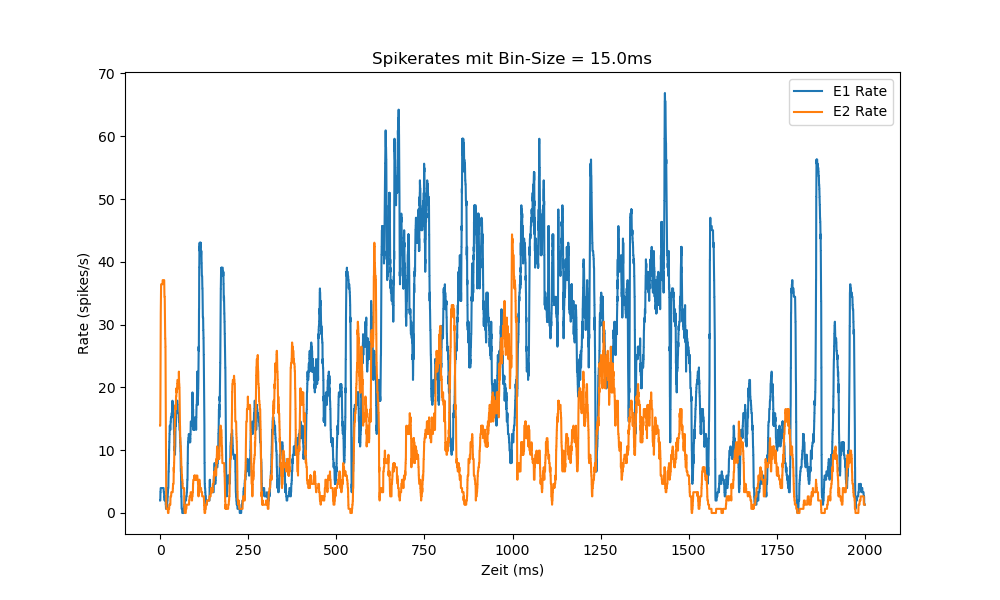 Spikerates mit Bin-Size = 15.0ms
E1 Rate
E2 Rate
Rate (spikes/s)
70
60
50
40
30
20
10
0
0 250 500 750 1000 1250 1500 1750 2000
Zeit (ms)